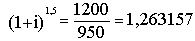 (1+i)^1,5 = 1200/950 = 1,263157